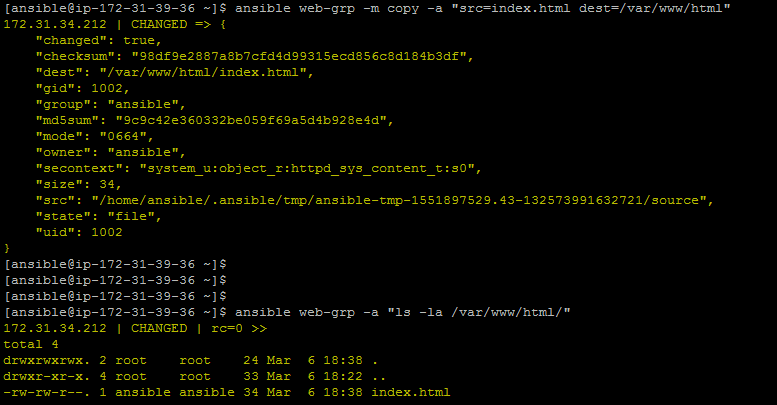 [ansible@ip-172-31-39-36 ~]$ ansible web-grp -m copy -a "src=index.html dest=/var/www/html"
172.31.34.212 | CHANGED => {
    "changed": true,
    "checksum": "98df9e2887a8b7cfd4d99315ecd856c8d184b3df",
    "dest": "/var/www/html/index.html",
    "gid": 1002,
    "group": "ansible",
    "md5sum": "9c9c42e360332be059f69a5d4b928e4d",
    "mode": "0664",
    "owner": "ansible",
    "secontext": "system_u:object_r:httpd_sys_content_t:s0",
    "size": 34,
    "src": "/home/ansible/.ansible/tmp/ansible-tmp-1551897529.43-132573991632721/source",
    "state": "file",
    "uid": 1002
}
[ansible@ip-172-31-39-36 ~]$
[ansible@ip-172-31-39-36 ~]$
[ansible@ip-172-31-39-36 ~]$
[ansible@ip-172-31-39-36 ~]$ ansible web-grp -a "ls -la /var/www/html/"
172.31.34.212 | CHANGED | rc=0 >>
total 4
drwxrwxrwx. 2 root    root    24 Mar  6 18:38 .
drwxr-xr-x. 4 root    root    33 Mar  6 18:22 ..
-rw-rw-r--. 1 ansible ansible 34 Mar  6 18:38 index.html